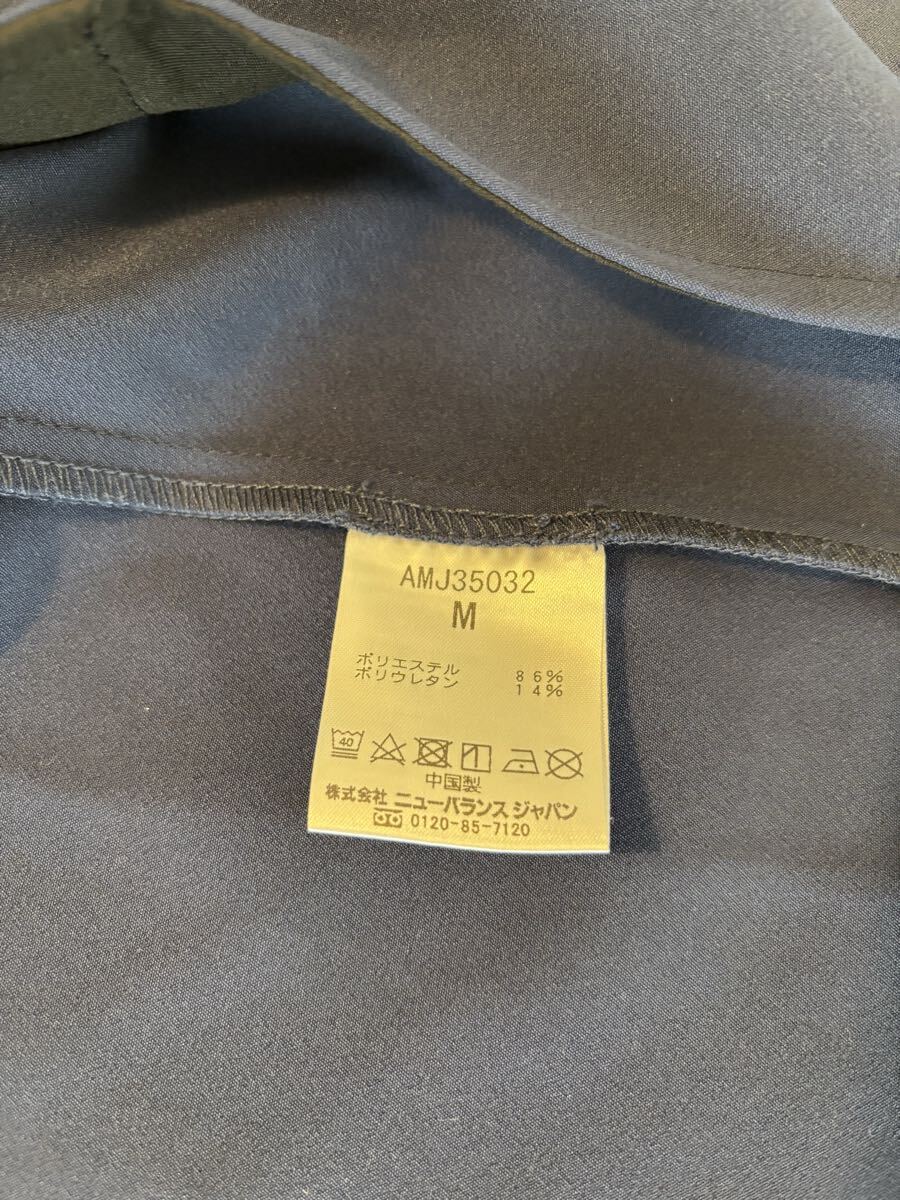 AMJ35032
M
ポリエステル 86%
ポリウレタン 14%
40
中国製
株式会社 ニューバランス ジャパン
0120-85-7120